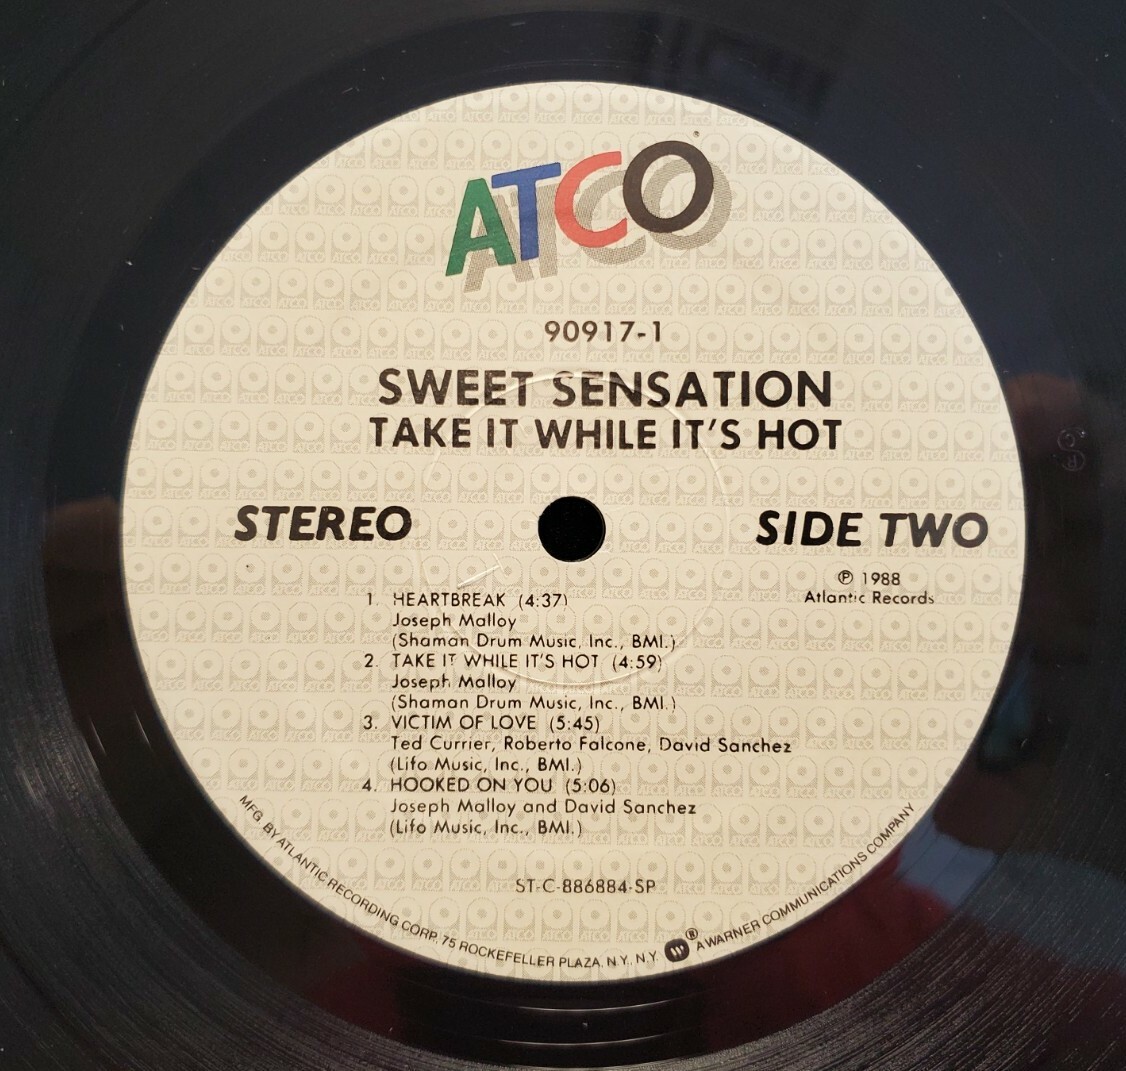 ATCO®
90917-1
SWEET SENSATION
TAKE IT WHILE IT'S HOT
STEREO
SIDE TWO
℗ 1988
Atlantic Records
1. HEARTBREAK (4:37)
Joseph Malloy
(Shaman Drum Music, Inc., BMI.)
2. TAKE IT WHILE IT'S HOT (4:59)
Joseph Malloy
(Shaman Drum Music, Inc., BMI.)
3. VICTIM OF LOVE (5:45)
Ted Currier, Roberto Falcone, David Sanchez
(Lifo Music, Inc., BMI.)
4. HOOKED ON YOU (5:06)
Joseph Malloy and David Sanchez
(Lifo Music, Inc., BMI.)
ST-C-886884-SP
MFG BY ATLANTIC RECORDING CORP. 75 ROCKEFELLER PLAZA, N.Y. N.Y. ® A WARNER COMMUNICATIONS COMPANY